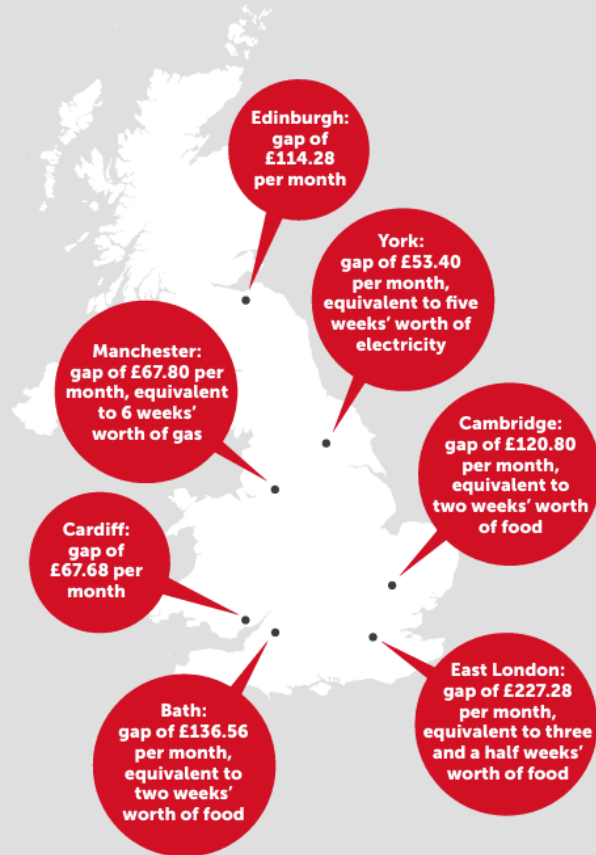 Edinburgh:
gap of
£114.28
per month
York:
gap of £53.40
per month,
equivalent to five
weeks’ worth of
electricity
Manchester:
gap of £67.80 per
month, equivalent
to 6 weeks’
worth of gas
Cambridge:
gap of £120.80
per month,
equivalent to
two weeks’ worth
of food
Cardiff:
gap of
£67.68 per
month
East London:
gap of £227.28
per month,
equivalent to three
and a half weeks’
worth of food
Bath:
gap of £136.56
per month,
equivalent to
two weeks’
worth of food